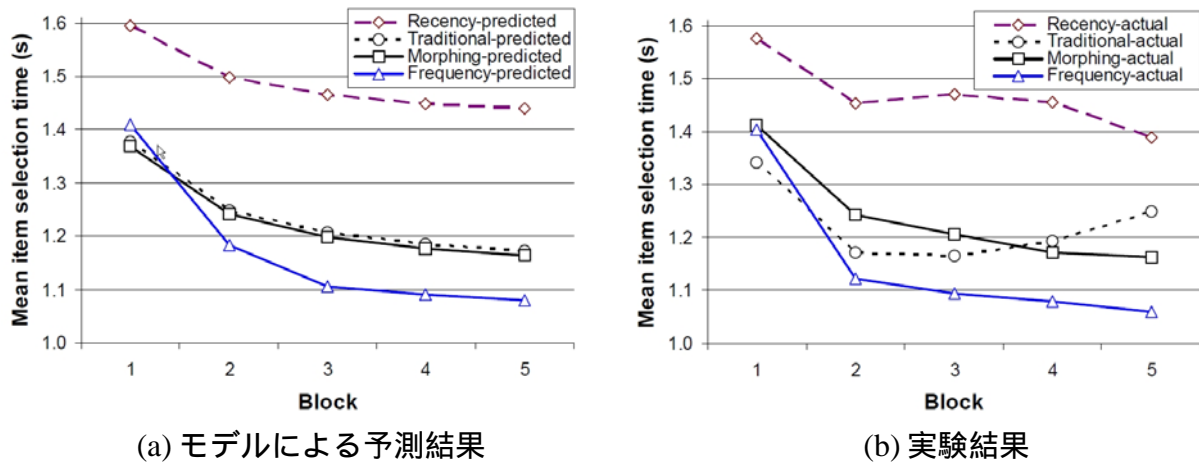 Mean item selection time (s)
1.6
1.5
1.4
1.3
1.2
1.1
1.0
Recency-predicted
Traditional-predicted
Morphing-predicted
Frequency-predicted
1 2 3 4 5
Block
(a) モデルによる予測結果
Mean item selection time (s)
1.6
1.5
1.4
1.3
1.2
1.1
1.0
Recency-actual
Traditional-actual
Morphing-actual
Frequency-actual
1 2 3 4 5
Block
(b) 実験結果